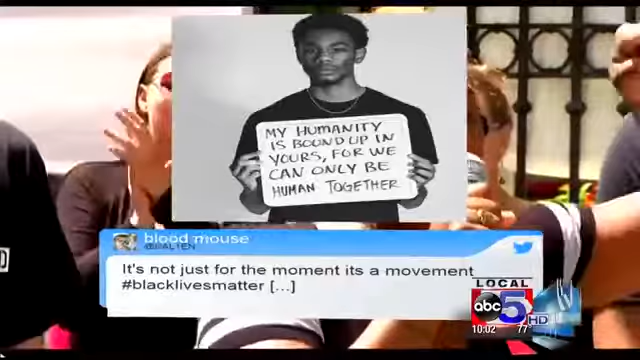 MY HUMANITY
IS BOUND UP IN
YOURS, FOR WE
CAN ONLY BE
HUMAN TOGETHER
blood mouse
It's not just for the moment its a movement
#blacklivesmatter [...]
LOCAL
abc 5 HD
10:02 77°
D